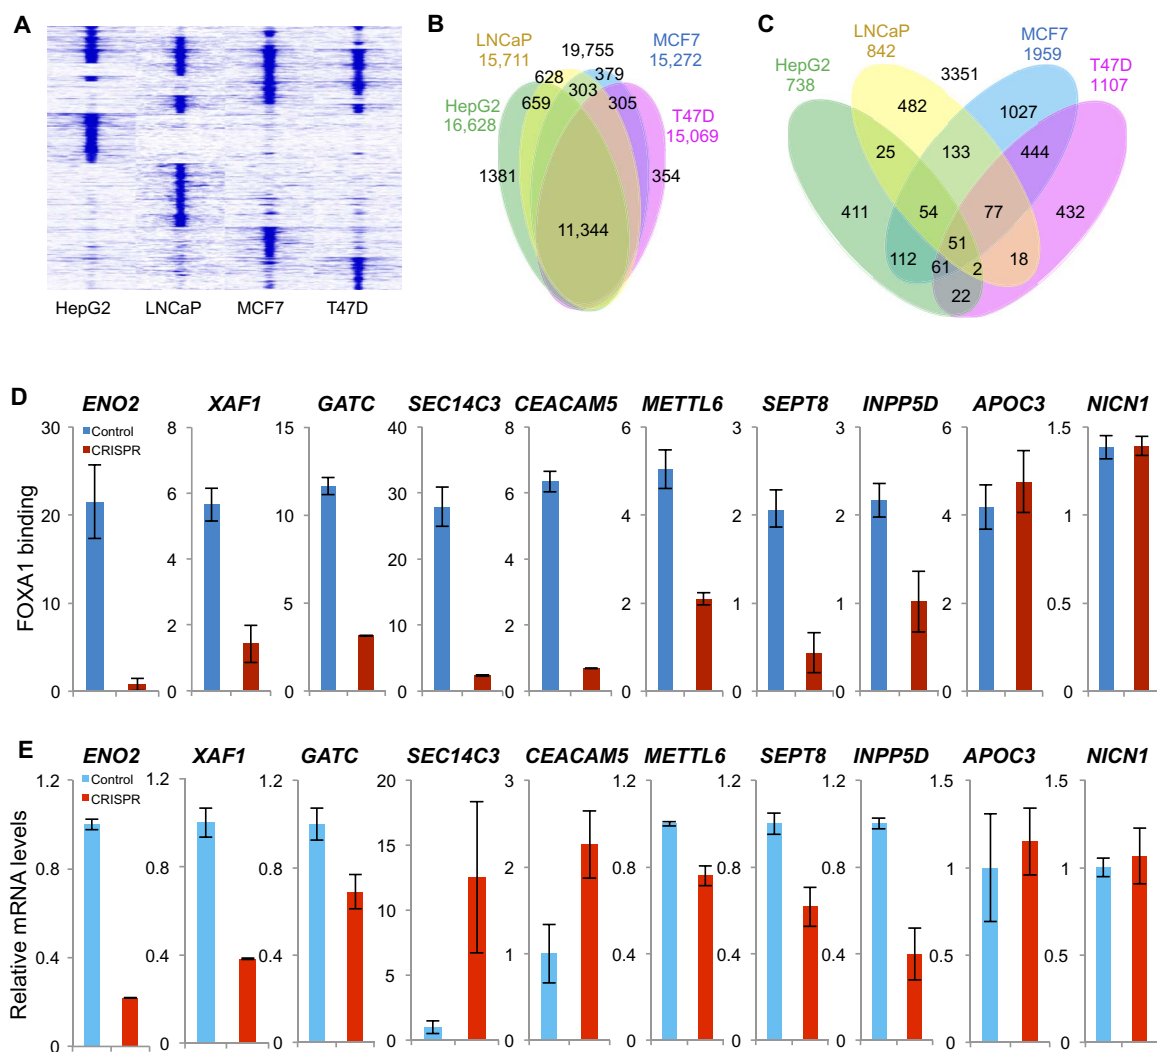 A
HepG2 LNCaP MCF7 T47D
B
LNCaP 19,755 MCF7
15,711 15,272
628 379
303
659 305
HepG2 T47D
16,628 15,069
1381 354
11,344
C
LNCaP MCF7
842 1959
HepG2 3351 T47D
738 1107
482 1027
25 133 444
411 54 77 432
51
112 61 2 18
22
D
ENO2 XAF1 GATC SEC14C3 CEACAM5 METTL6 SEPT8 INPP5D APOC3 NICN1
30 8 15 40 8 6 3 3 6 1.5
Control
CRISPR
20 6 10 30 6 4 2 2 4 1
4 20 4
10 2 5 10 2 2 1 1 2 0.5
0 0 0 0 0 0 0 0 0 0
FOXA1 binding
E
ENO2 XAF1 GATC SEC14C3 CEACAM5 METTL6 SEPT8 INPP5D APOC3 NICN1
1.2 1.2 1.2 20 3 1.2 1.2 1.2 1.5 1.5
Control
CRISPR
0.8 0.8 0.8 15 2 0.8 0.8 0.8 1 1
10
0.4 0.4 0.4 5 1 0.4 0.4 0.4 0.5 0.5
0 0 0 0 0 0 0 0 0 0
Relative mRNA levels